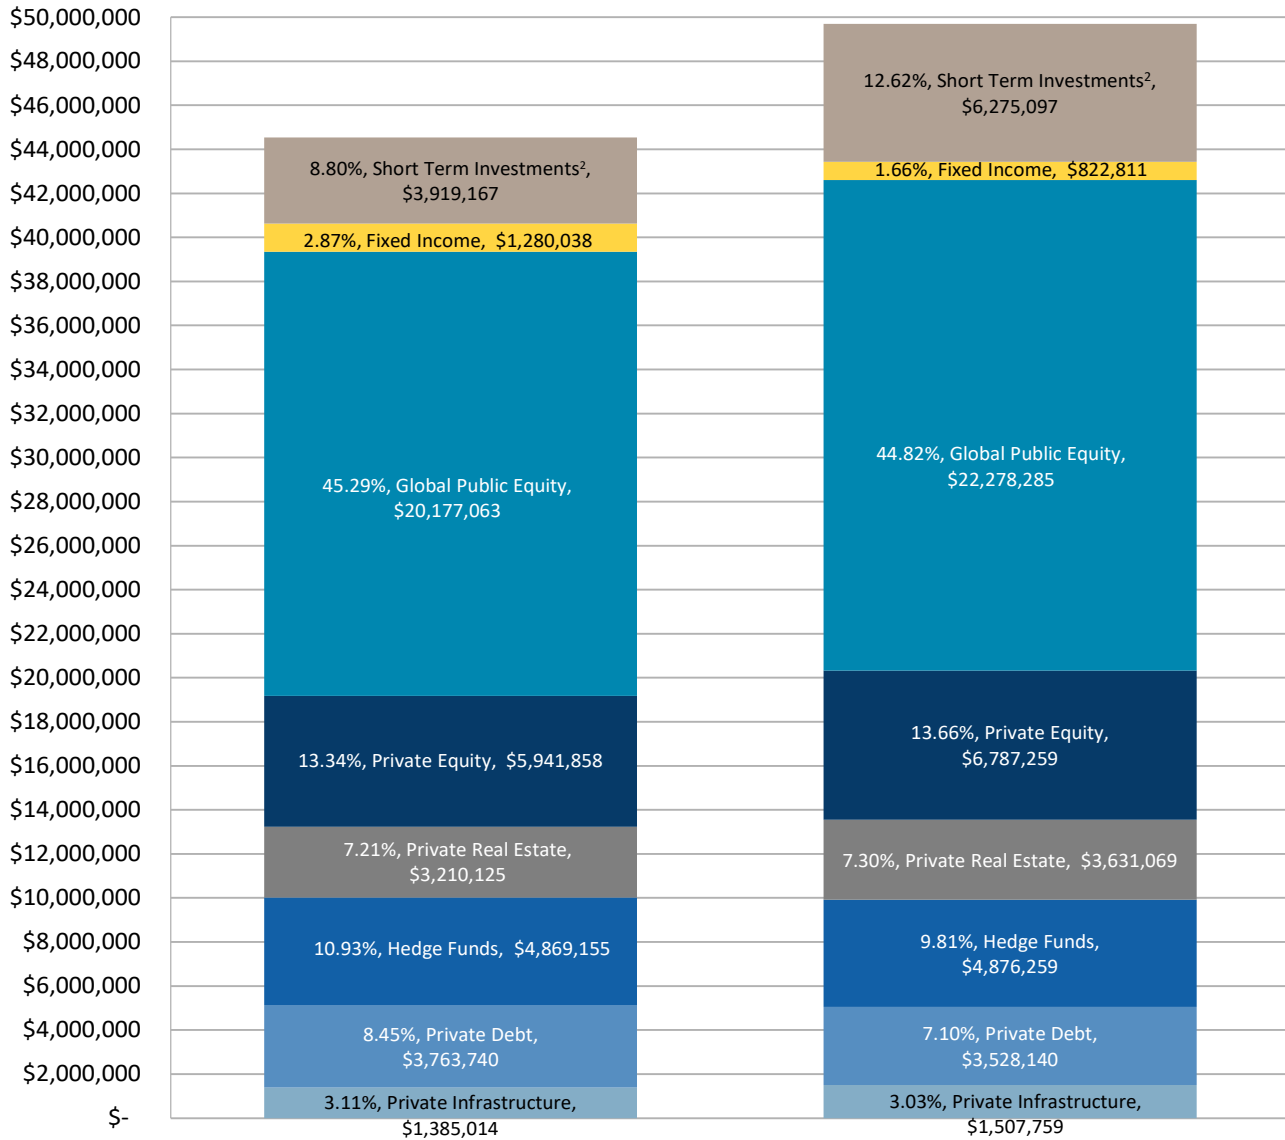 $50,000,000
$48,000,000
$46,000,000
$44,000,000
$42,000,000
$40,000,000
$38,000,000
$36,000,000
$34,000,000
$32,000,000
$30,000,000
$28,000,000
$26,000,000
$24,000,000
$22,000,000
$20,000,000
$18,000,000
$16,000,000
$14,000,000
$12,000,000
$10,000,000
$8,000,000
$6,000,000
$4,000,000
$2,000,000
$-
8.80%, Short Term Investments²,
$3,919,167
2.87%, Fixed Income, $1,280,038
45.29%, Global Public Equity,
$20,177,063
13.34%, Private Equity, $5,941,858
7.21%, Private Real Estate,
$3,210,125
10.93%, Hedge Funds, $4,869,155
8.45%, Private Debt,
$3,763,740
3.11%, Private Infrastructure,
$1,385,014
12.62%, Short Term Investments²,
$6,275,097
1.66%, Fixed Income, $822,811
44.82%, Global Public Equity,
$22,278,285
13.66%, Private Equity,
$6,787,259
7.30%, Private Real Estate, $3,631,069
9.81%, Hedge Funds,
$4,876,259
7.10%, Private Debt,
$3,528,140
3.03%, Private Infrastructure,
$1,507,759